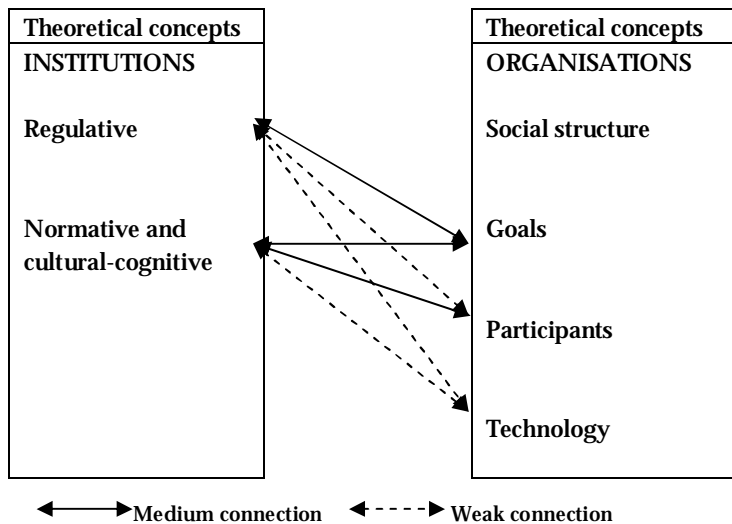 Theoretical concepts
INSTITUTIONS
Regulative
Normative and
cultural-cognitive
Theoretical concepts
ORGANISATIONS
Social structure
Goals
Participants
Technology
Medium connection
Weak connection